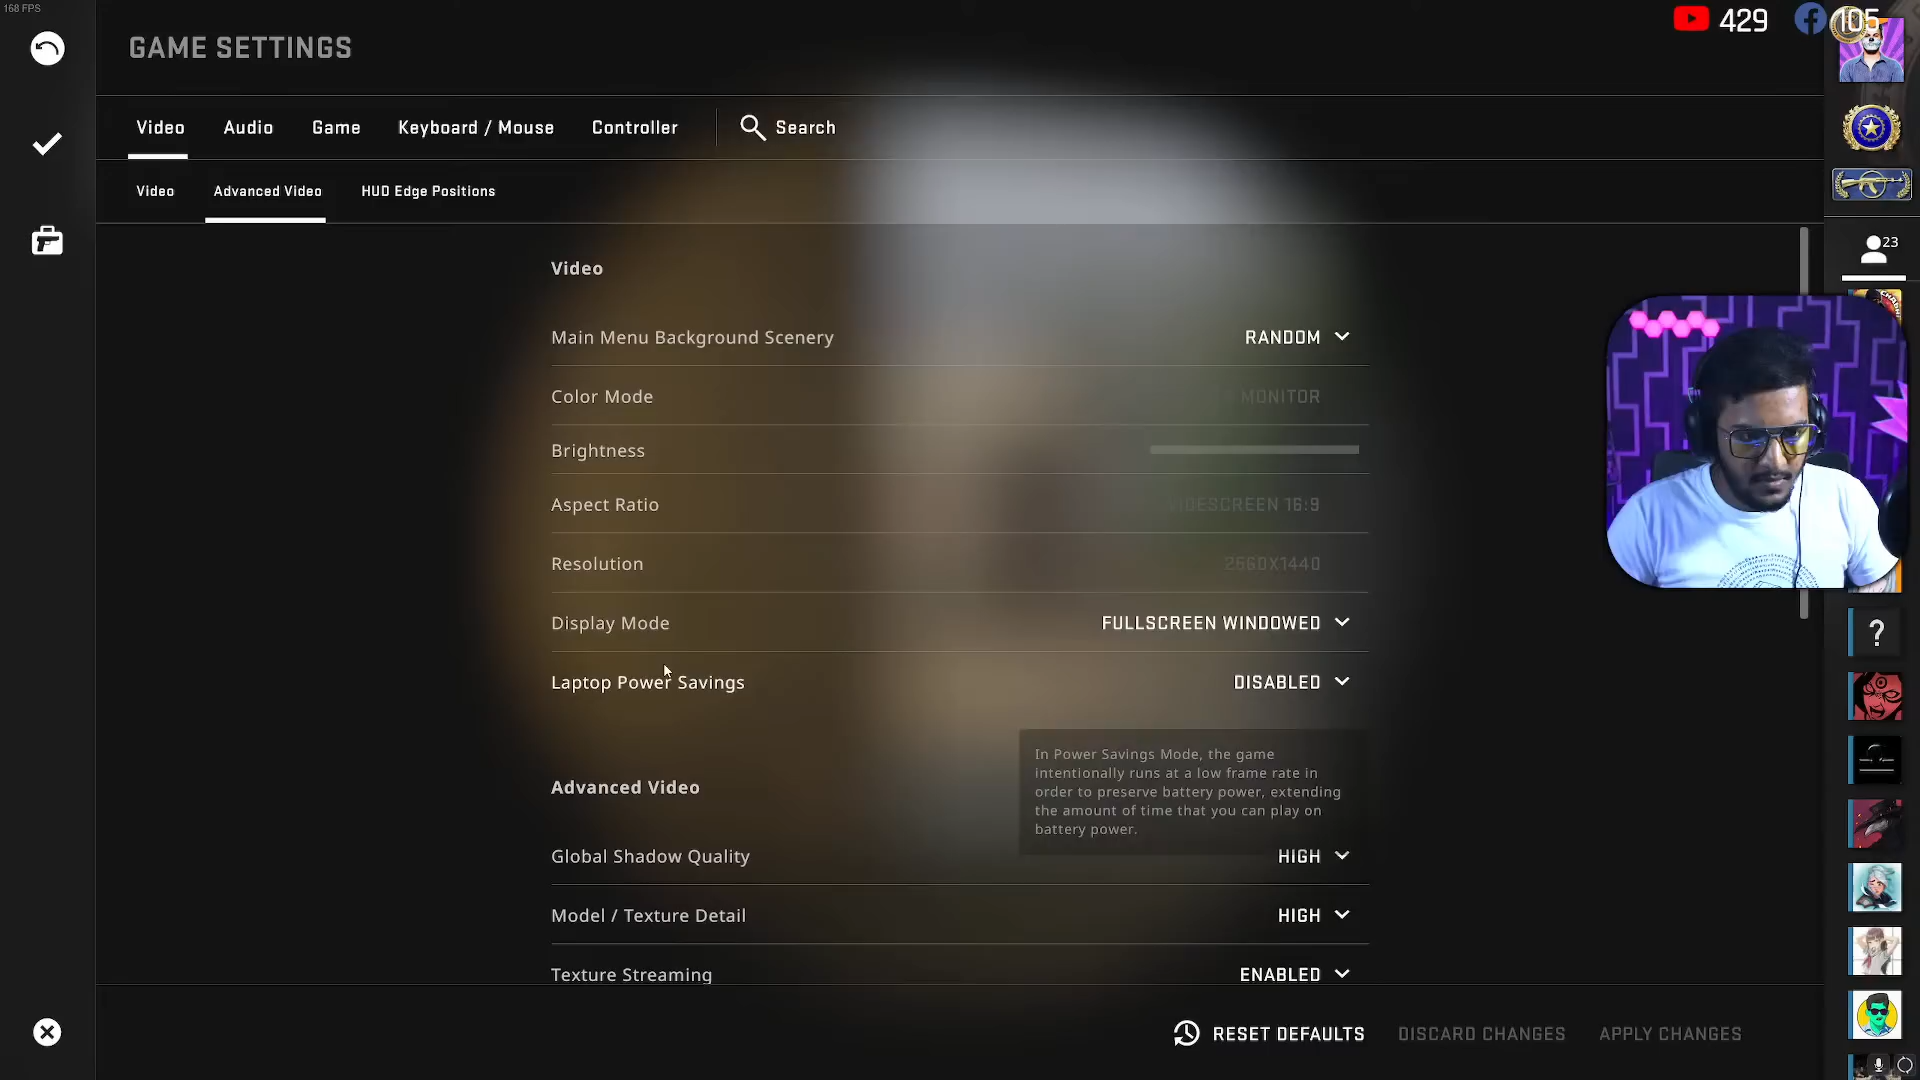 168 FPS
GAME SETTINGS
429
105
Video
Audio
Game
Keyboard / Mouse
Controller
Search
Video
Advanced Video
HUD Edge Positions
23
Video
Main Menu Background Scenery
RANDOM
Color Mode
MONITOR
Brightness
Aspect Ratio
WIDESCREEN 16:9
Resolution
2560X1440
Display Mode
FULLSCREEN WINDOWED
?
Laptop Power Savings
DISABLED
In Power Savings Mode, the game
intentionally runs at a low frame rate in
order to preserve battery power, extending
the amount of time that you can play on
battery power.
Advanced Video
Global Shadow Quality
HIGH
Model / Texture Detail
HIGH
Texture Streaming
ENABLED
RESET DEFAULTS
DISCARD CHANGES
APPLY CHANGES